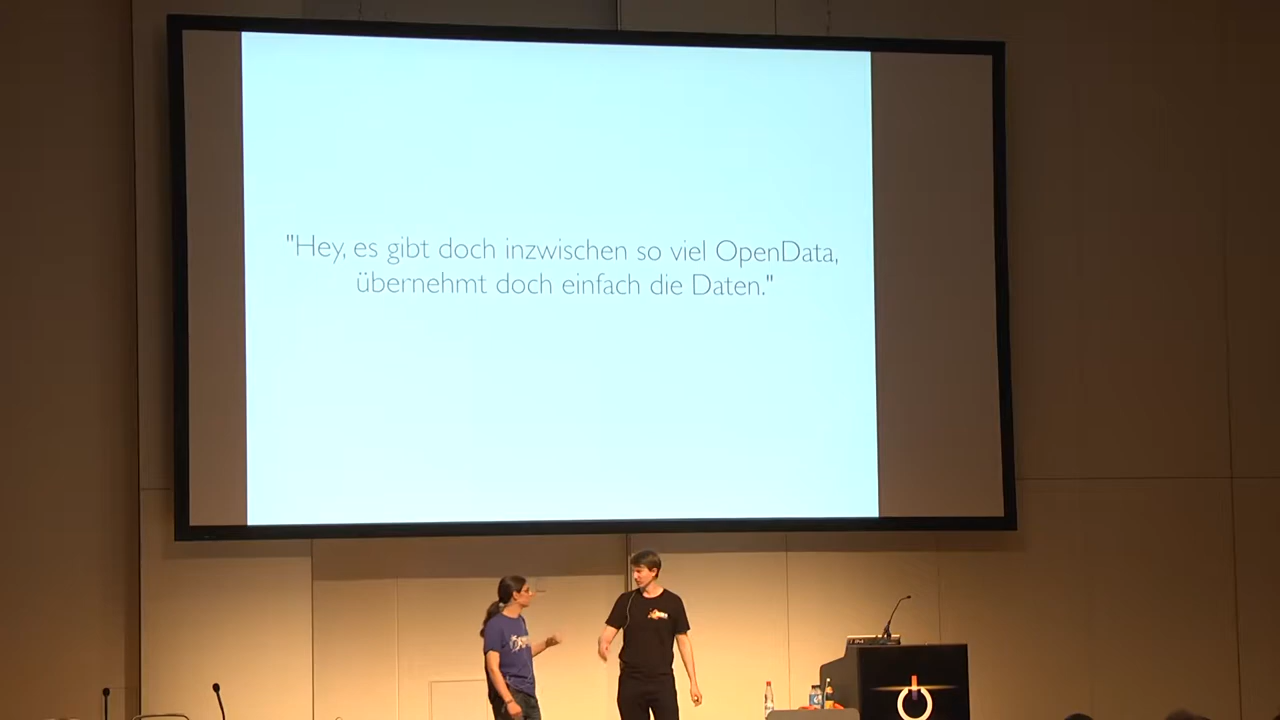 "Hey, es gibt doch inzwischen so viel OpenData,
übernehmt doch einfach die Daten."